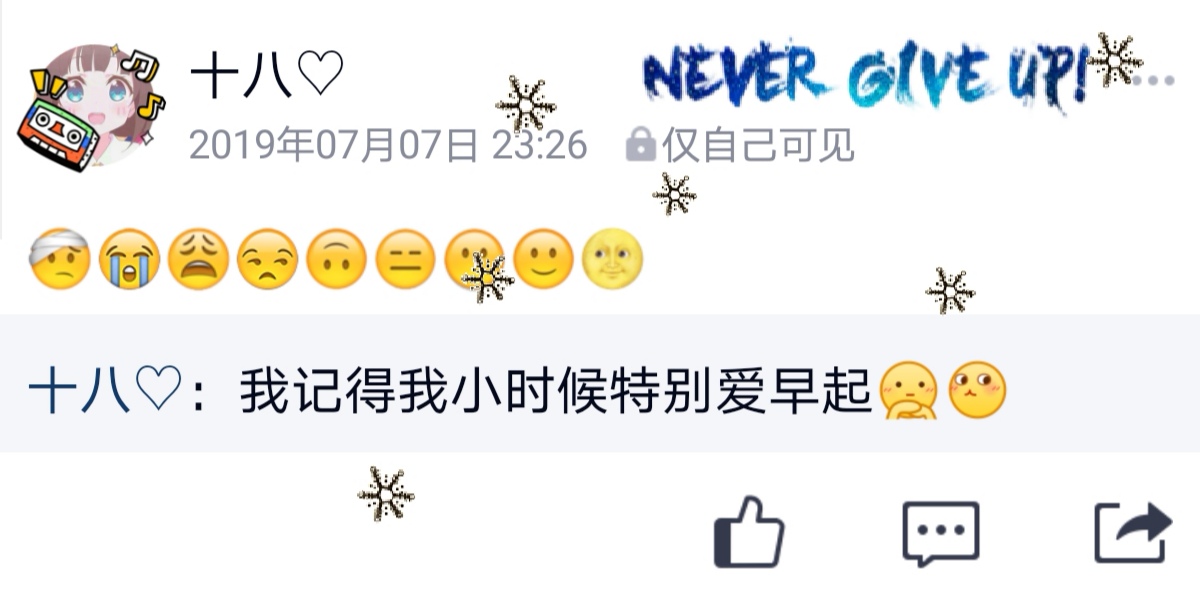 十八♡
NEVER GIVE UP!
2019年07月07日 23:26 仅自己可见
🤕😭😩😒🙃😑🙂🙂🌝
十八♡：我记得我小时候特别爱早起